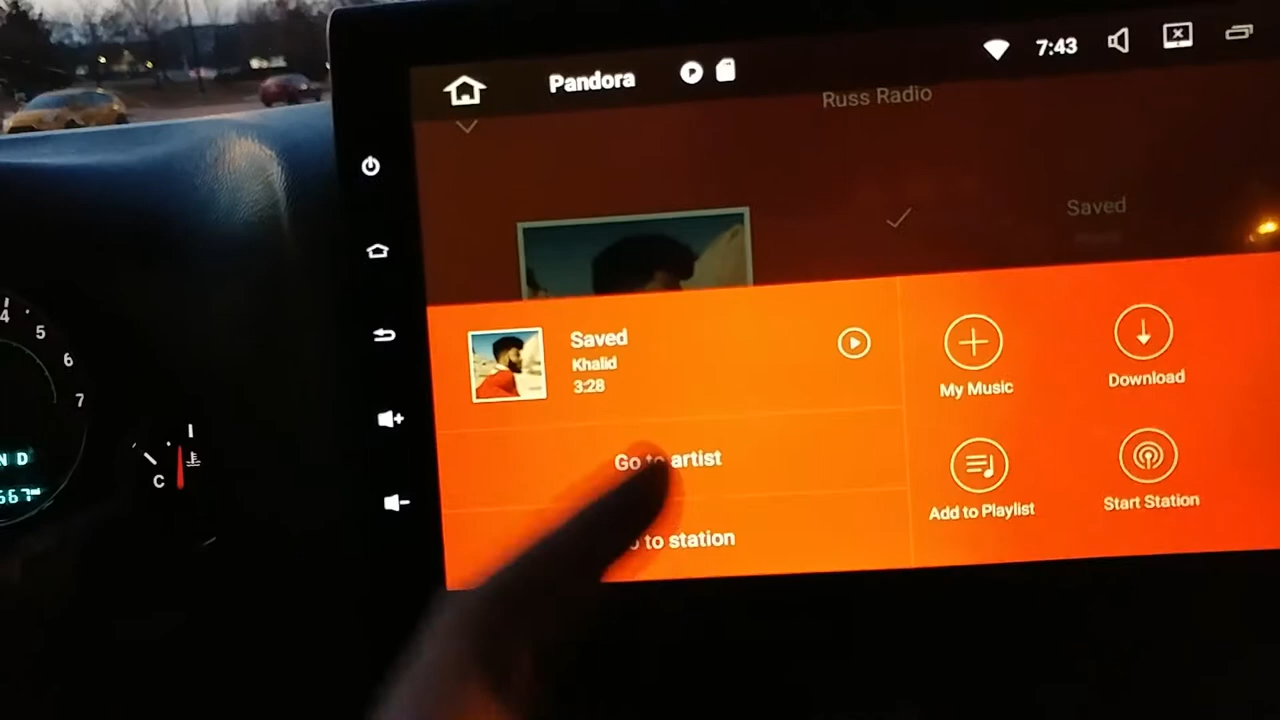 Pandora
7:43
Russ Radio
Saved
Saved
Khalid
3:28
My Music
Download
Go to artist
Add to Playlist
Start Station
to station
4
5
6
7
N D
C